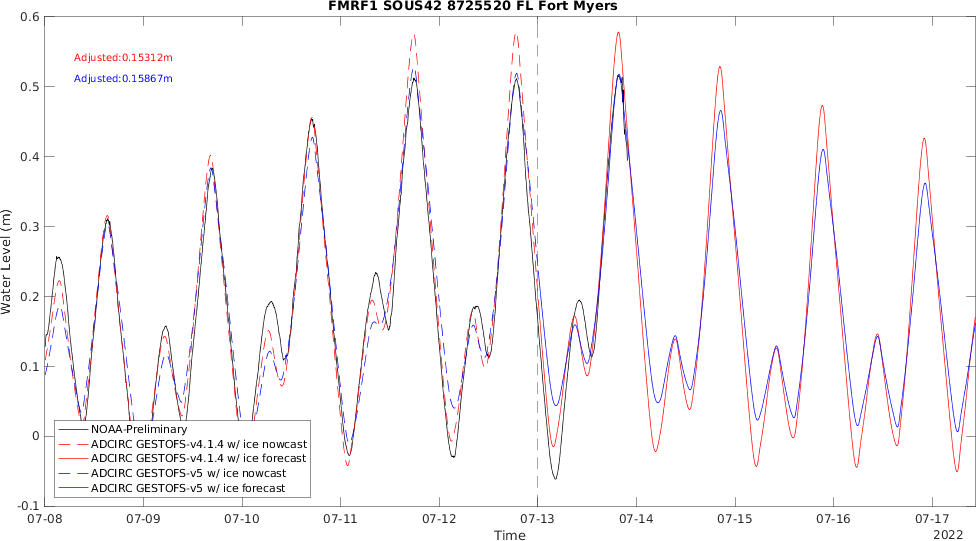 FMRF1 SOUS42 8725520 FL Fort Myers
Adjusted:0.15312m
Adjusted:0.15867m
Water Level (m)
0.6
0.5
0.4
0.3
0.2
0.1
0
-0.1
NOAA-Preliminary
ADCIRC GESTOFS-v4.1.4 w/ ice nowcast
ADCIRC GESTOFS-v4.1.4 w/ ice forecast
ADCIRC GESTOFS-v5 w/ ice nowcast
ADCIRC GESTOFS-v5 w/ ice forecast
07-08 07-09 07-10 07-11 07-12 07-13 07-14 07-15 07-16 07-17
Time
2022